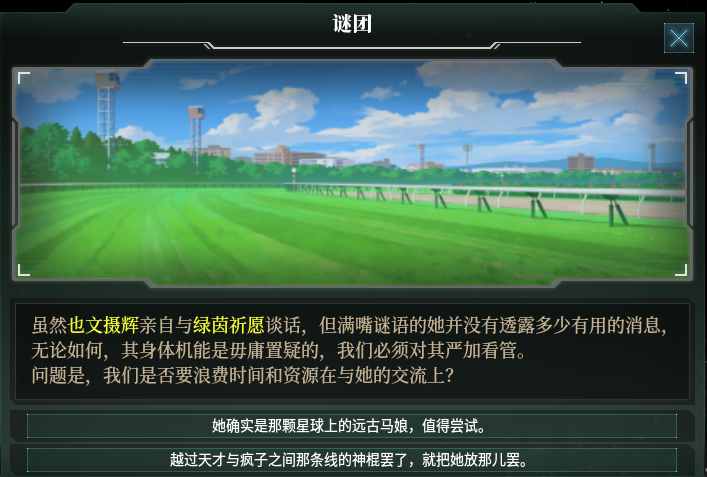 谜团
虽然也文摄辉亲自与绿茵祈愿谈话，但满嘴谜语的她并没有透露多少有用的消息，
无论如何，其身体机能是毋庸置疑的，我们必须对其严加看管。
问题是，我们是否要浪费时间和资源在与她的交流上？
她确实是那颗星球上的远古马娘，值得尝试。
越过天才与疯子之间那条线的神棍罢了，就把她放那儿罢。